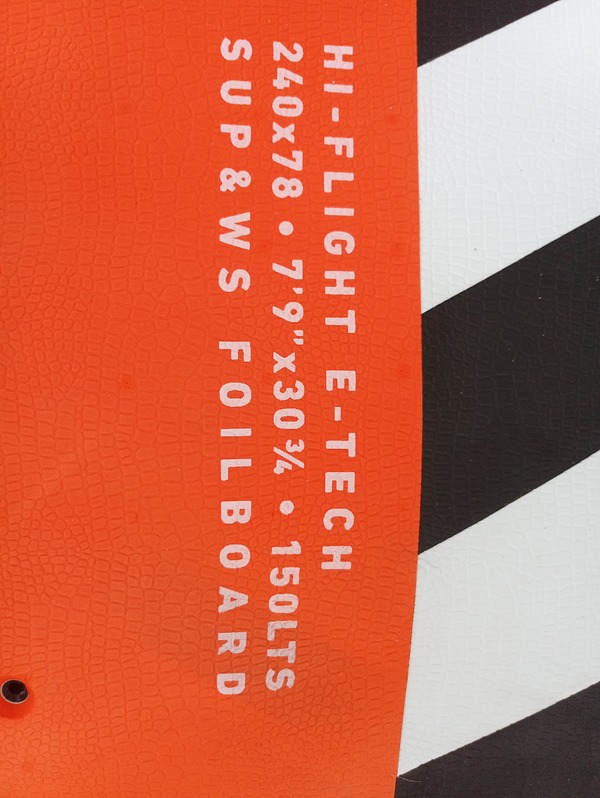 HI-FLIGHT E-TECH
240x78 • 7'9"x30¾ • 150LTS
SUP&WS FOILBOARD